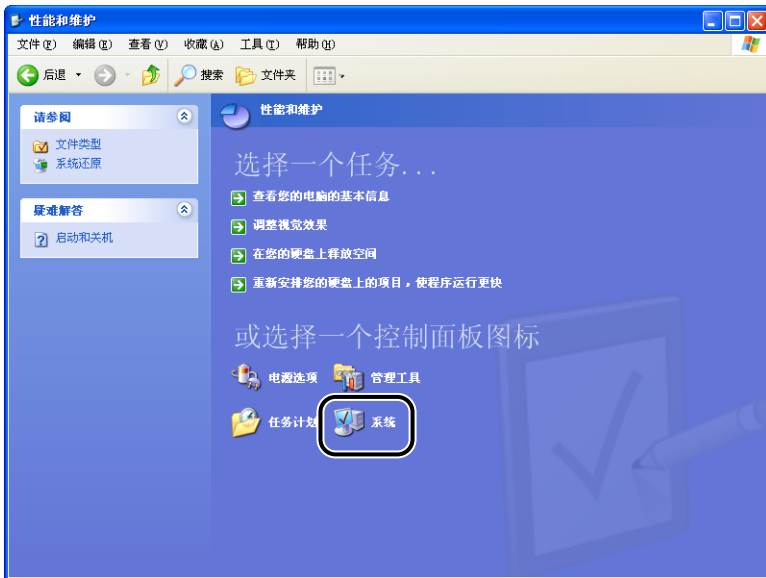 性能和维护
文件(F) 编辑(E) 查看(V) 收藏(A) 工具(T) 帮助(H)
后退 搜索 文件夹
请参阅
文件类型
系统还原
疑难解答
启动和关机
性能和维护
选择一个任务...
查看您的电脑的基本信息
调整视觉效果
在您的硬盘上释放空间
重新安排您的硬盘上的项目，使程序运行更快
或选择一个控制面板图标
电源选项 管理工具
任务计划 系统